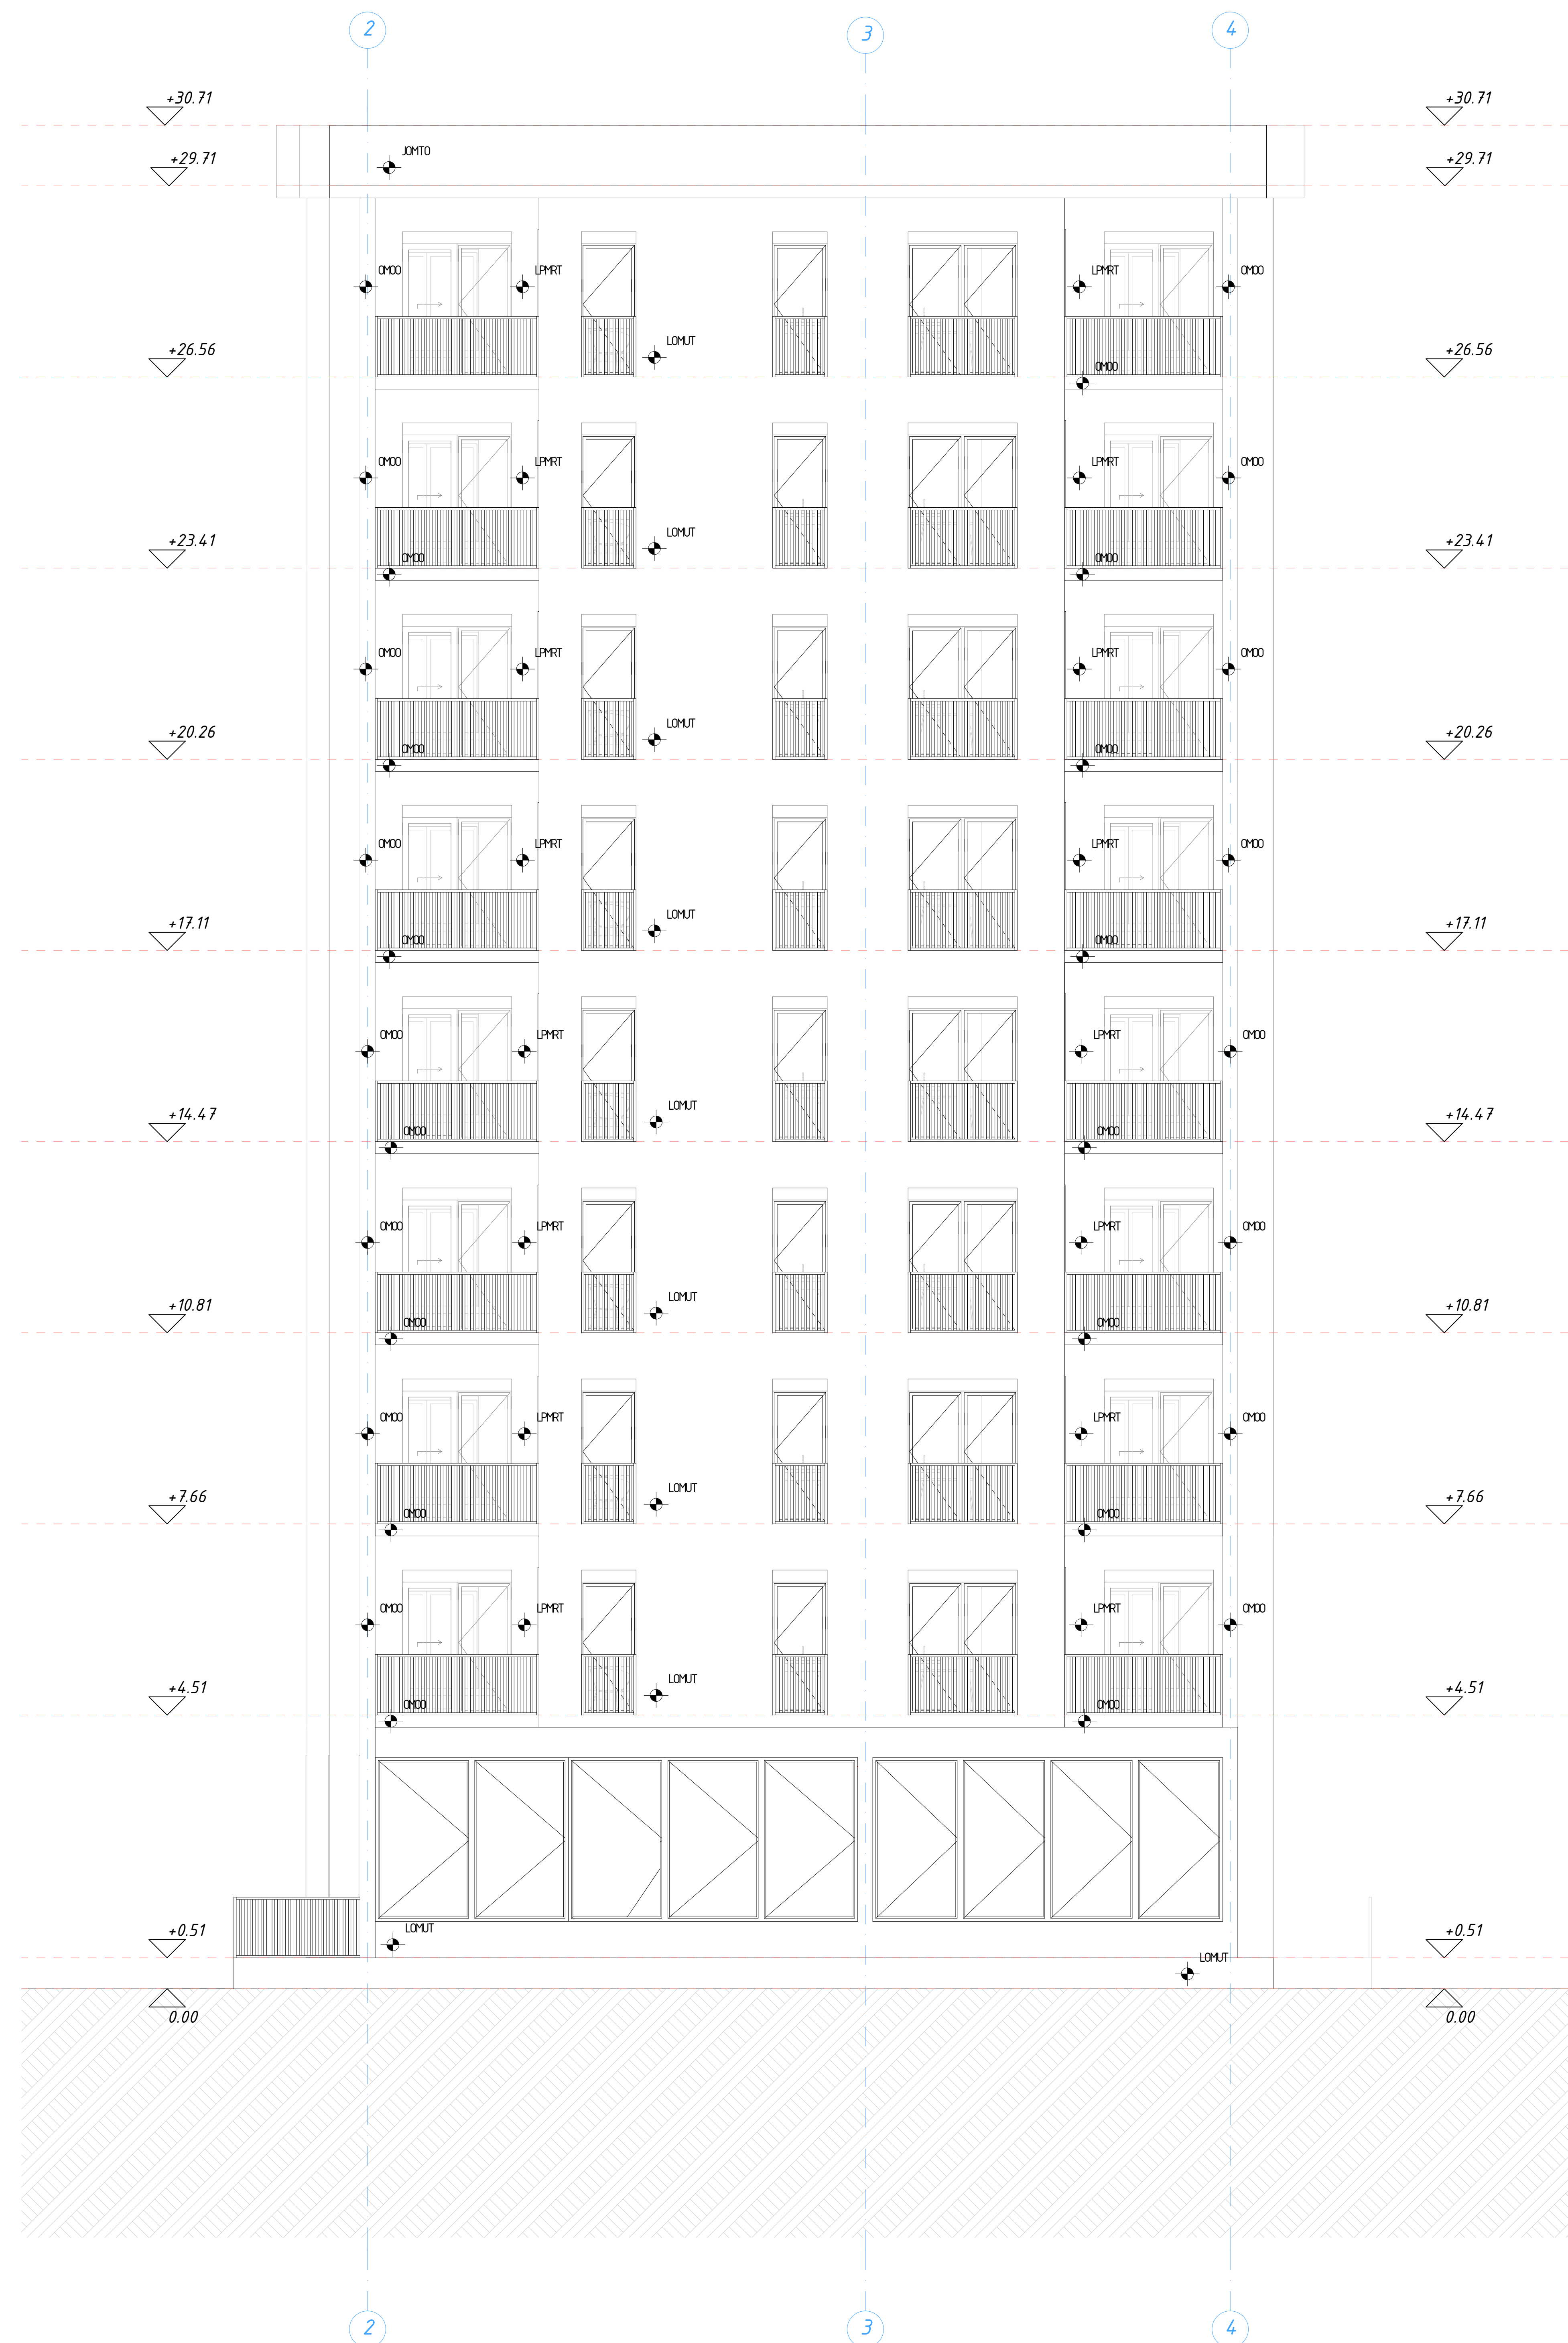 2 3 4
+30.71 +30.71
JOMTO
+29.71 +29.71
OMOO LPMRT LPMRT OMOO
LOMUT
+26.56 +26.56
OMOO
OMOO LPMRT LPMRT OMOO
LOMUT
+23.41 +23.41
OMOO OMOO
OMOO LPMRT LPMRT OMOO
LOMUT
+20.26 +20.26
OMOO OMOO
OMOO LPMRT LPMRT OMOO
LOMUT
+17.11 +17.11
OMOO OMOO
OMOO LPMRT LPMRT OMOO
LOMUT
+14.47 +14.47
OMOO OMOO
OMOO LPMRT LPMRT OMOO
LOMUT
+10.81 +10.81
OMOO OMOO
OMOO LPMRT LPMRT OMOO
LOMUT
+7.66 +7.66
OMOO OMOO
OMOO LPMRT LPMRT OMOO
LOMUT
+4.51 +4.51
OMOO OMOO
LOMUT
+0.51 +0.51
LOMUT
0.00 0.00
2 3 4